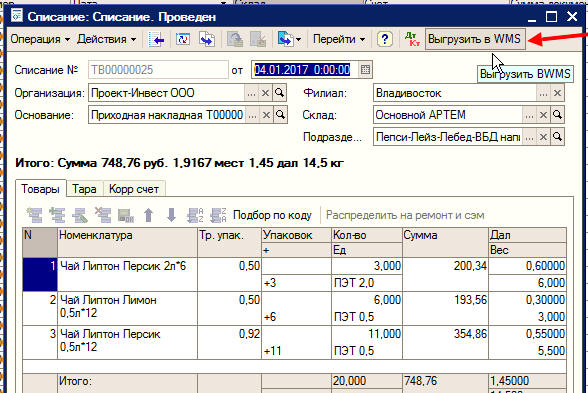 Списание: Списание. Проведен
Операция Действия Перейти Дт Кт Выгрузить в WMS
Выгрузить BWMS
Списание № ТВ00000025 от 04.01.2017 0:00:00
Организация: Проект-Инвест ООО Филиал: Владивосток
Основание: Приходная накладная Т00000 Склад: Основной АРТЕМ
Подразде... Пепси-Лейз-Лебед-ВБД напи
Итого: Сумма 748,76 руб. 1,9167 мест 1,45 дал 14,5 кг
Товары Тара Корр счет
Подбор по коду Распределить на ремонт и сэм
N Номенклатура Тр. упак. Упаковок Кол-во Сумма Дал
+ Ед Вес
1 Чай Липтон Персик 2л*6 0,50 3,000 200,34 0,60000
+3 ПЭТ 2,0 6,000
2 Чай Липтон Лимон 0,50 6,000 193,56 0,30000
0,5л*12 +6 ПЭТ 0,5 3,000
3 Чай Липтон Персик 0,92 11,000 354,86 0,55000
0,5л*12 +11 ПЭТ 0,5 5,500
Итого: 20,000 748,76 1,45000